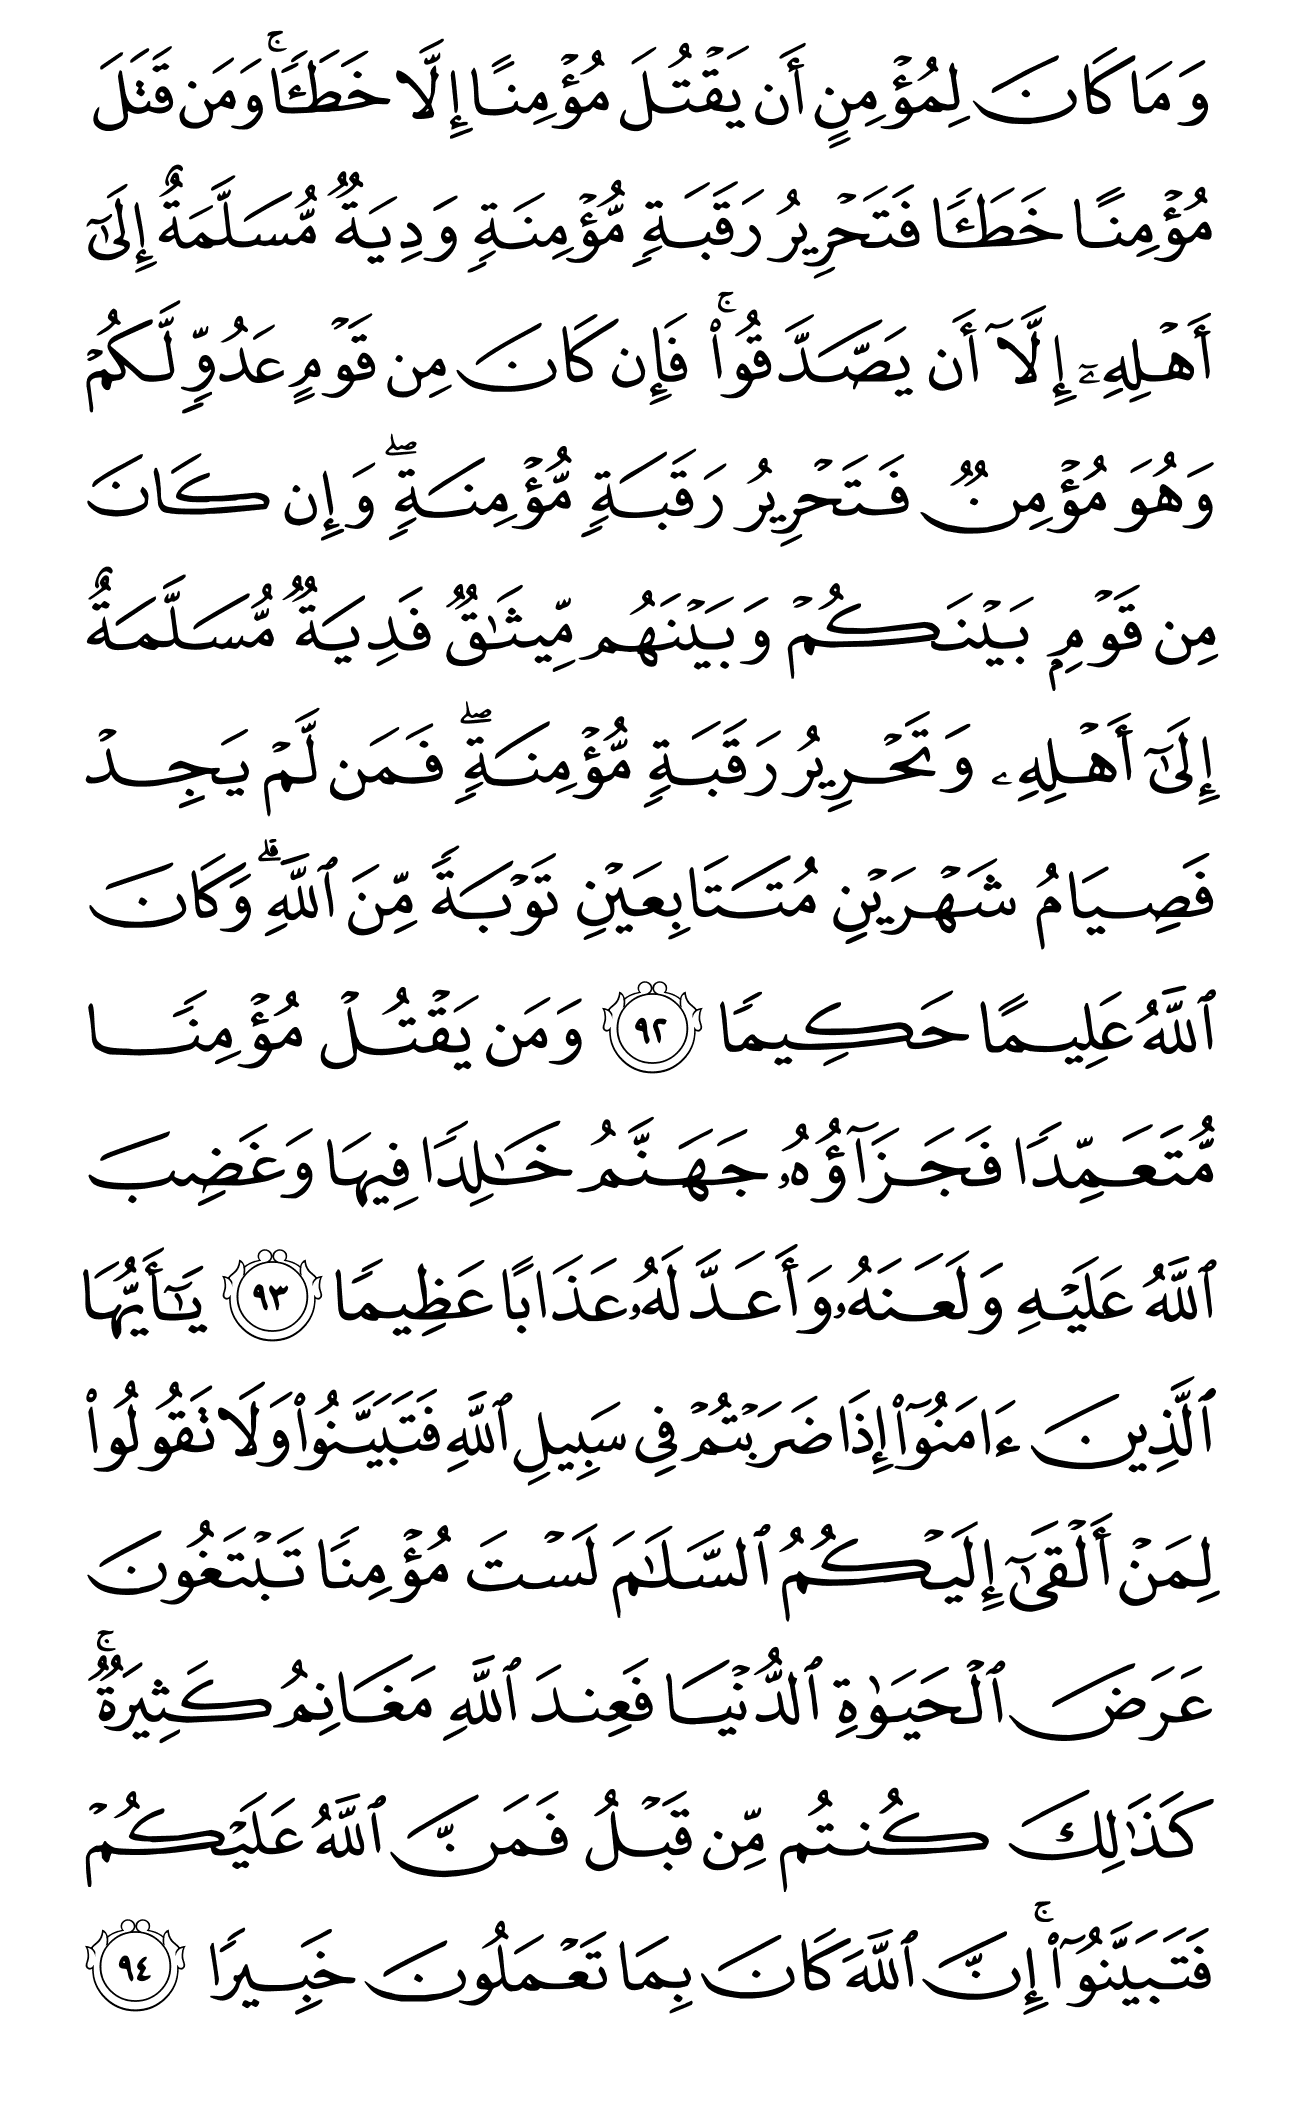 وَمَا كَانَ لِمُؤۡمِنٍ أَن يَقۡتُلَ مُؤۡمِنًا إِلَّا خَطَـٔٗاۚ وَمَن قَتَلَ
مُؤۡمِنًا خَطَـٔٗا فَتَحۡرِيرُ رَقَبَةٖ مُّؤۡمِنَةٖ وَدِيَةٞ مُّسَلَّمَةٌ إِلَىٰٓ
أَهۡلِهِۦٓ إِلَّآ أَن يَصَّدَّقُواْۚ فَإِن كَانَ مِن قَوۡمٍ عَدُوّٖ لَّكُمۡ
وَهُوَ مُؤۡمِنٞ فَتَحۡرِيرُ رَقَبَةٖ مُّؤۡمِنَةٖۖ وَإِن كَانَ
مِن قَوۡمِۭ بَيۡنَكُمۡ وَبَيۡنَهُم مِّيثَٰقٞ فَدِيَةٞ مُّسَلَّمَةٌ
إِلَىٰٓ أَهۡلِهِۦ وَتَحۡرِيرُ رَقَبَةٖ مُّؤۡمِنَةٖۖ فَمَن لَّمۡ يَجِدۡ
فَصِيَامُ شَهۡرَيۡنِ مُتَتَابِعَيۡنِ تَوۡبَةٗ مِّنَ ٱللَّهِۗ وَكَانَ
ٱللَّهُ عَلِيمًا حَكِيمٗا ٩٢ وَمَن يَقۡتُلۡ مُؤۡمِنٗا
مُّتَعَمِّدٗا فَجَزَآؤُهُۥ جَهَنَّمُ خَٰلِدٗا فِيهَا وَغَضِبَ
ٱللَّهُ عَلَيۡهِ وَلَعَنَهُۥ وَأَعَدَّ لَهُۥ عَذَابًا عَظِيمٗا ٩٣ يَٰٓأَيُّهَا
ٱلَّذِينَ ءَامَنُوٓاْ إِذَا ضَرَبۡتُمۡ فِي سَبِيلِ ٱللَّهِ فَتَبَيَّنُواْ وَلَا تَقُولُواْ
لِمَنۡ أَلۡقَىٰٓ إِلَيۡكُمُ ٱلسَّلَٰمَ لَسۡتَ مُؤۡمِنٗا تَبۡتَغُونَ
عَرَضَ ٱلۡحَيَوٰةِ ٱلدُّنۡيَا فَعِندَ ٱللَّهِ مَغَانِمُ كَثِيرَةٞۚ
كَذَٰلِكَ كُنتُم مِّن قَبۡلُ فَمَنَّ ٱللَّهُ عَلَيۡكُمۡ
فَتَبَيَّنُوٓاْۚ إِنَّ ٱللَّهَ كَانَ بِمَا تَعۡمَلُونَ خَبِيرٗا ٩٤